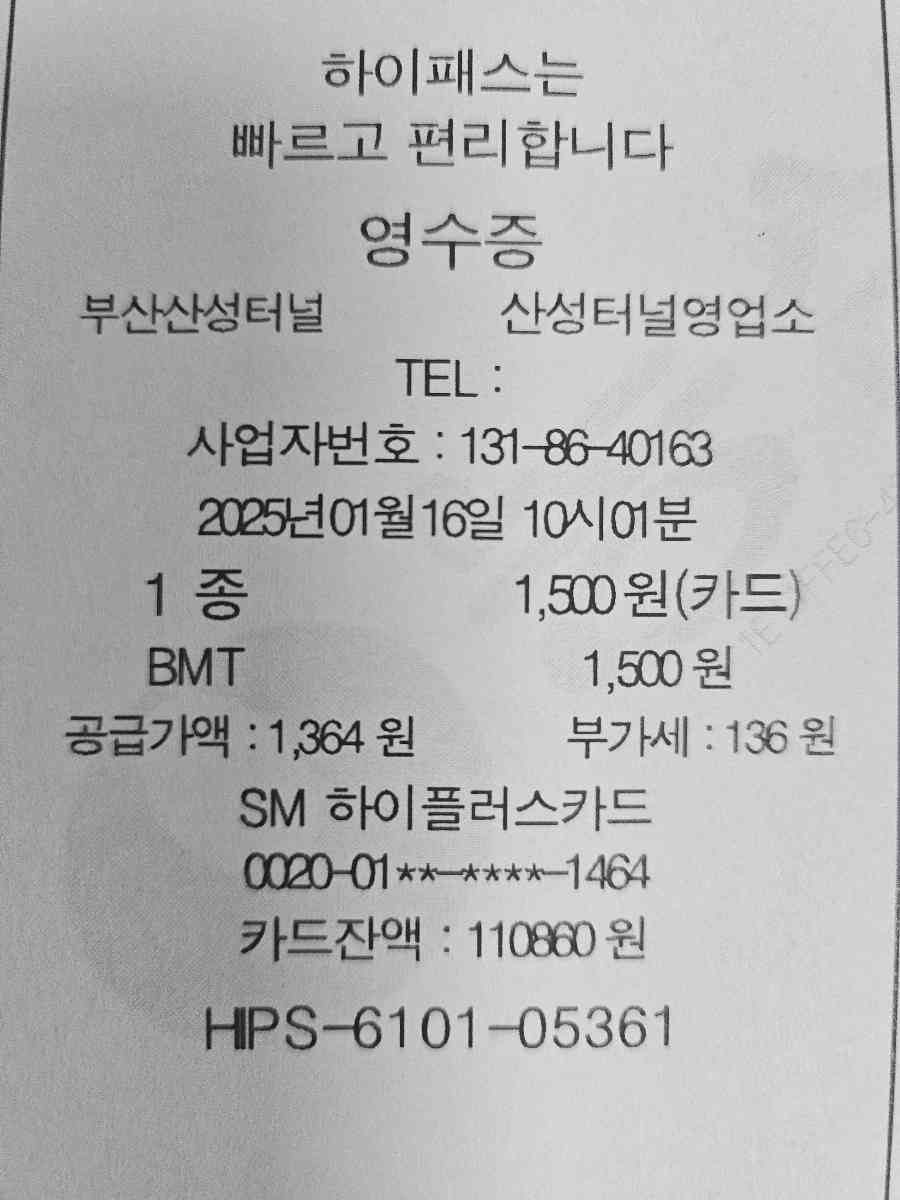 하이패스는
빠르고 편리합니다
영수증
부산산성터널 산성터널영업소
TEL :
사업자번호 : 131-86-40163
2025년01월16일 10시01분
1 종 1,500원(카드)
BMT 1,500 원
공급가액 : 1,364 원 부가세 : 136 원
SM 하이플러스카드
0020-01**-****-1464
카드잔액 : 110860 원
HIPS-6101-05361